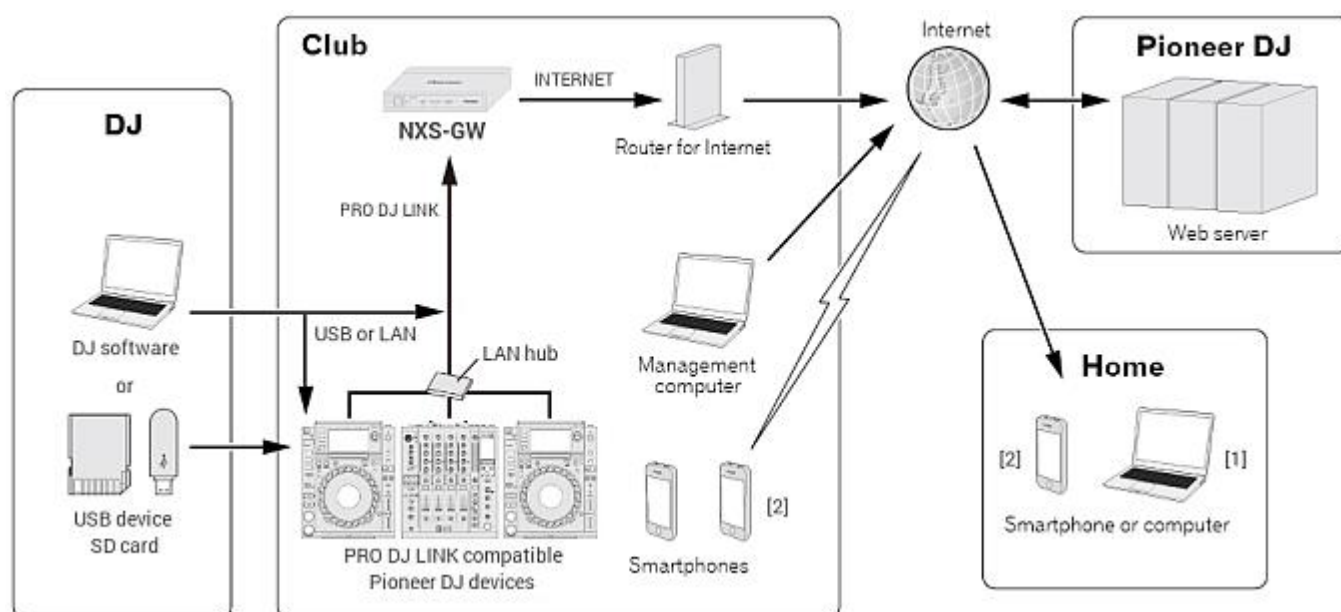 Club
Internet
Pioneer DJ
INTERNET
DJ
NXS-GW
Router for Internet
PRO DJ LINK
Web server
USB or LAN
DJ software
LAN hub
Management
computer
Home
or
[2]
[1]
[2]
USB device
SD card
PRO DJ LINK compatible
Pioneer DJ devices
Smartphones
Smartphone or computer